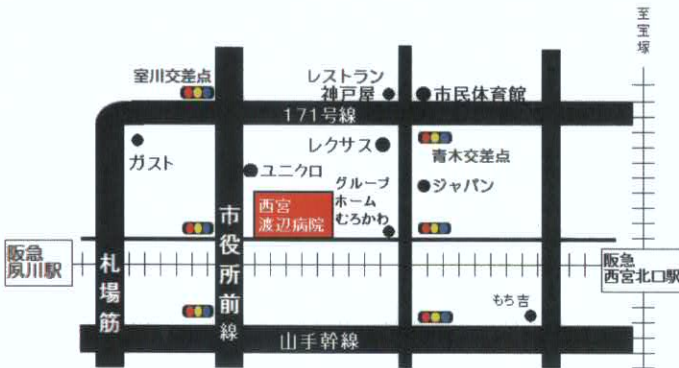 至宝塚
室川交差点
レストラン
神戸屋
市民体育館
171号線
ガスト
レクサス
青木交差点
ユニクロ
グループ
ホーム
むろかわ
ジャパン
西宮
渡辺病院
市役所前線
札場筋
阪急
夙川駅
阪急
西宮北口駅
もち吉
山手幹線